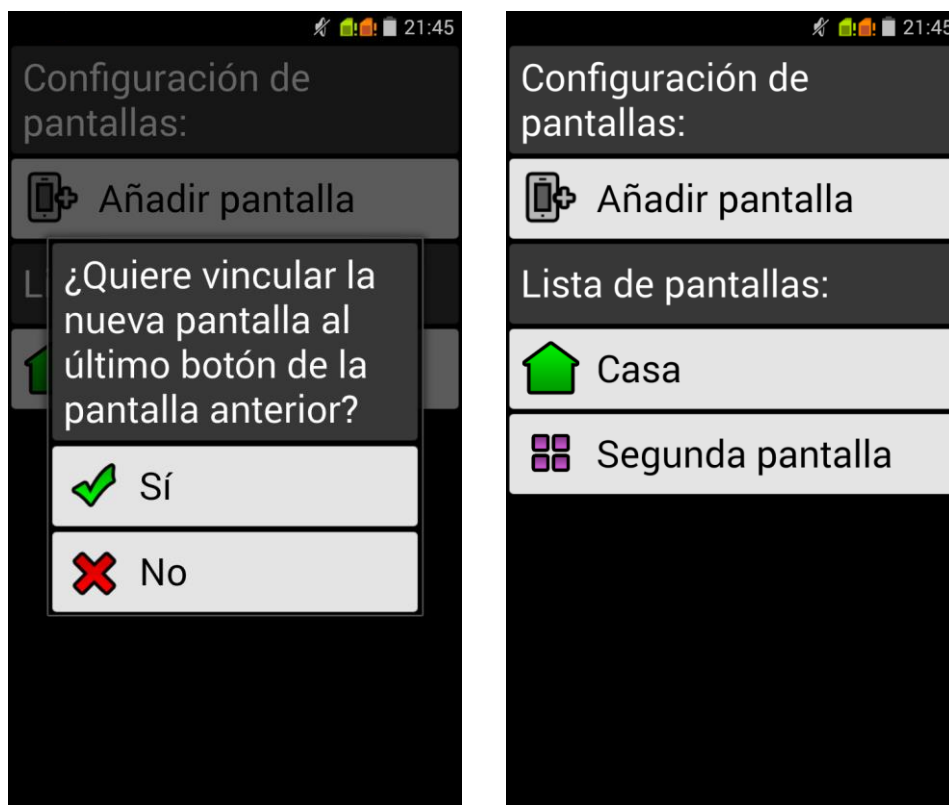 21:45
Configuración de
pantallas:
Añadir pantalla
¿Quiere vincular la
nueva pantalla al
último botón de la
pantalla anterior?
Sí
No
21:45
Configuración de
pantallas:
Añadir pantalla
Lista de pantallas:
Casa
Segunda pantalla